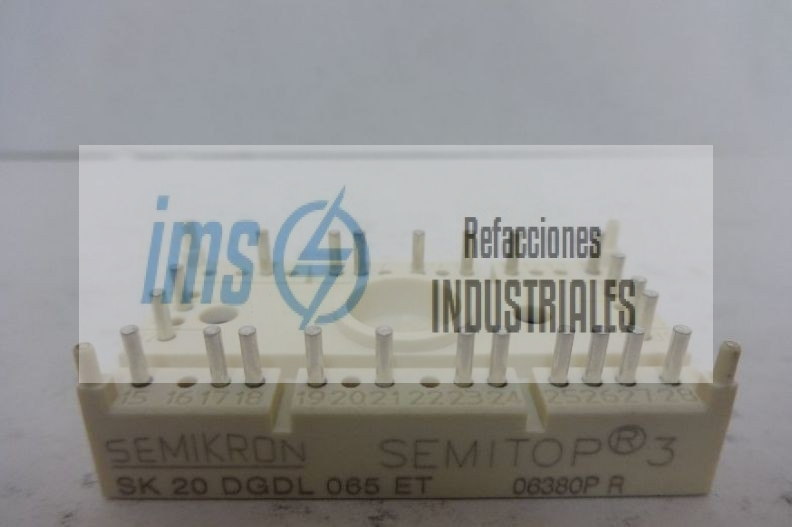 ims
Refacciones
INDUSTRIALES
15 16 17 18 19 20 21 22 23 24 25 26 27 28
SEMIKRON SEMITOP® 3
SK 20 DGDL 065 ET 06380P R